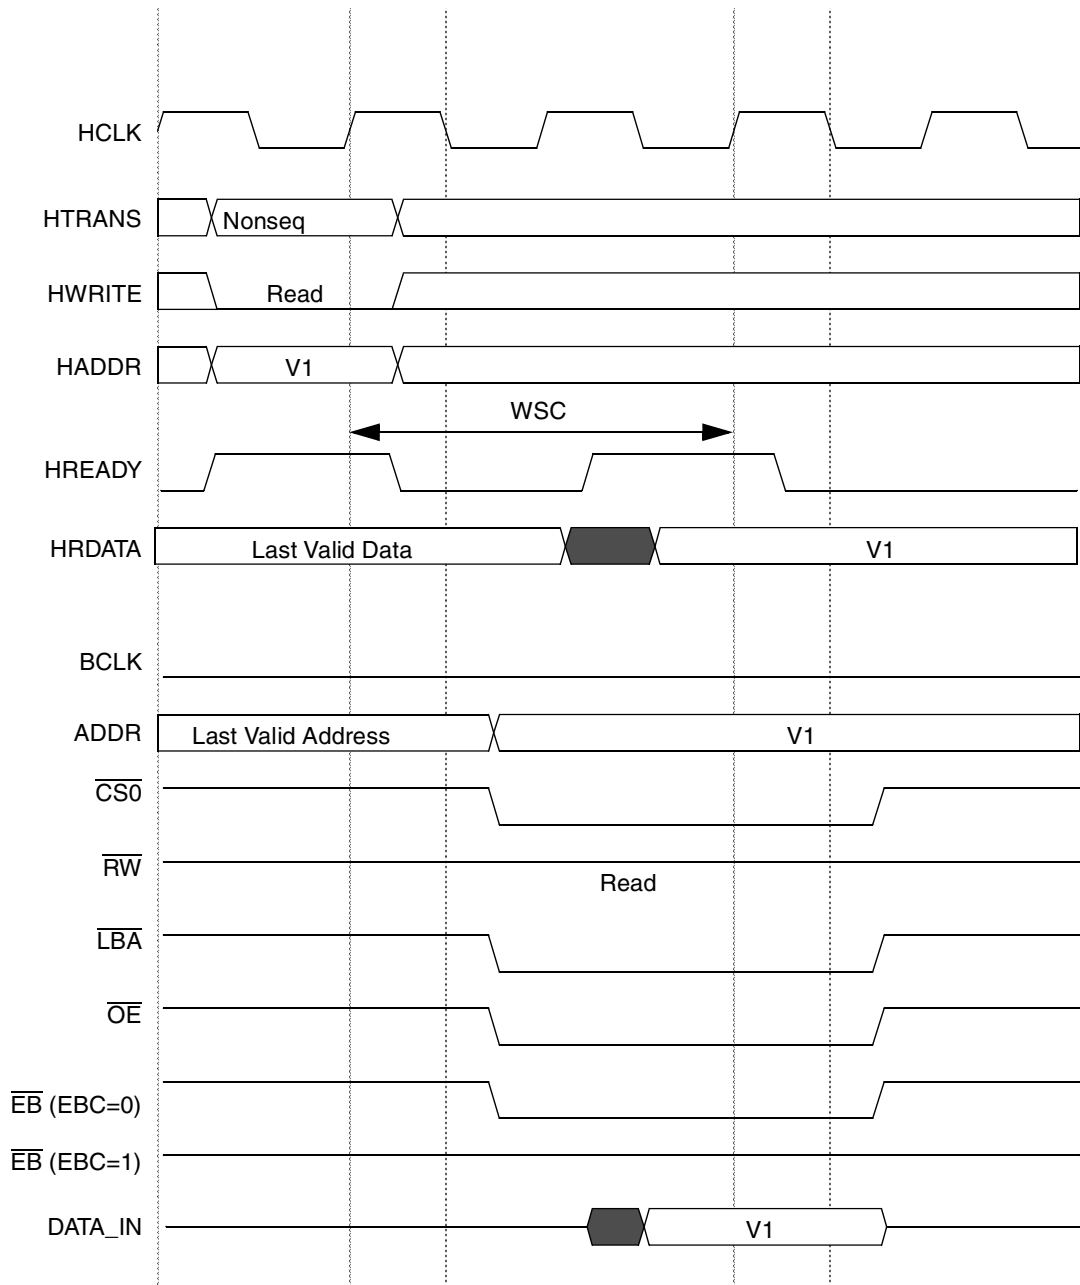 HCLK
HTRANS Nonseq
HWRITE Read
HADDR V1
WSC
HREADY
HRDATA Last Valid Data V1
BCLK
ADDR Last Valid Address V1
CS0
RW
Read
LBA
OE
EB (EBC=0)
EB (EBC=1)
DATA_IN V1